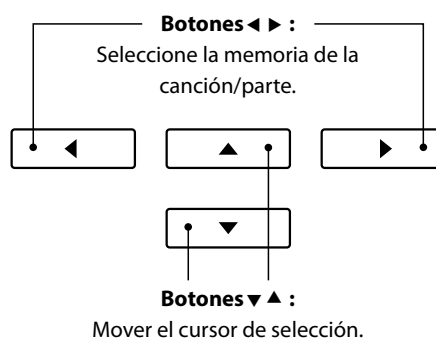 Botones ◀ ▶ :
Seleccione la memoria de la
canción/parte.
◀ ▲ ▶
▼
Botones ▼ ▲ :
Mover el cursor de selección.